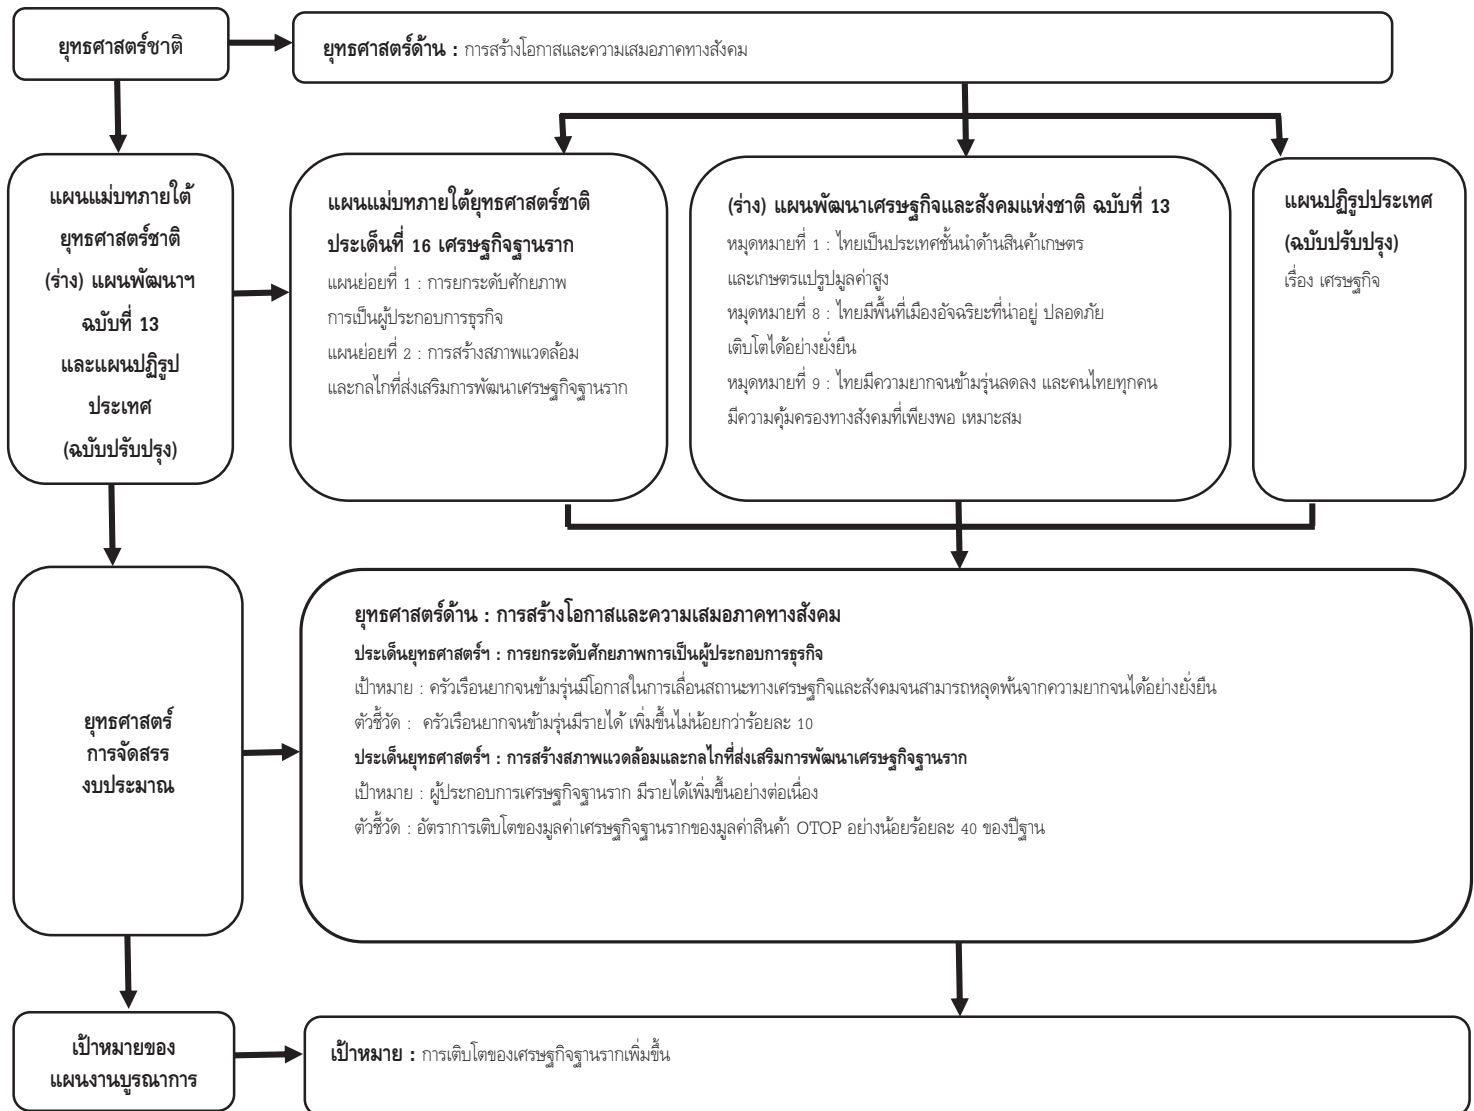 ยุทธศาสตร์ชาติ
ยุทธศาสตร์ด้าน : การสร้างโอกาสและความเสมอภาคทางสังคม
แผนแม่บทภายใต้
ยุทธศาสตร์ชาติ
(ร่าง) แผนพัฒนาฯ
ฉบับที่ 13
และแผนปฏิรูป
ประเทศ
(ฉบับปรับปรุง)
แผนแม่บทภายใต้ยุทธศาสตร์ชาติ
ประเด็นที่ 16 เศรษฐกิจฐานราก
แผนย่อยที่ 1 : การยกระดับศักยภาพ
การเป็นผู้ประกอบการธุรกิจ
แผนย่อยที่ 2 : การสร้างสภาพแวดล้อม
และกลไกที่ส่งเสริมการพัฒนาเศรษฐกิจฐานราก
(ร่าง) แผนพัฒนาเศรษฐกิจและสังคมแห่งชาติ ฉบับที่ 13
หมุดหมายที่ 1 : ไทยเป็นประเทศชั้นนำด้านสินค้าเกษตร
และเกษตรแปรรูปมูลค่าสูง
หมุดหมายที่ 8 : ไทยมีพื้นที่เมืองอัจฉริยะที่น่าอยู่ ปลอดภัย
เติบโตได้อย่างยั่งยืน
หมุดหมายที่ 9 : ไทยมีความยากจนข้ามรุ่นลดลง และคนไทยทุกคน
มีความคุ้มครองทางสังคมที่เพียงพอ เหมาะสม
แผนปฏิรูปประเทศ
(ฉบับปรับปรุง)
เรื่อง เศรษฐกิจ
ยุทธศาสตร์
การจัดสรร
งบประมาณ
ยุทธศาสตร์ด้าน : การสร้างโอกาสและความเสมอภาคทางสังคม
ประเด็นยุทธศาสตร์ฯ : การยกระดับศักยภาพการเป็นผู้ประกอบการธุรกิจ
เป้าหมาย : ครัวเรือนยากจนข้ามรุ่นมีโอกาสในการเลื่อนสถานะทางเศรษฐกิจและสังคมจนสามารถหลุดพ้นจากความยากจนได้อย่างยั่งยืน
ตัวชี้วัด : ครัวเรือนยากจนข้ามรุ่นมีรายได้ เพิ่มขึ้นไม่น้อยกว่าร้อยละ 10
ประเด็นยุทธศาสตร์ฯ : การสร้างสภาพแวดล้อมและกลไกที่ส่งเสริมการพัฒนาเศรษฐกิจฐานราก
เป้าหมาย : ผู้ประกอบการเศรษฐกิจฐานราก มีรายได้เพิ่มขึ้นอย่างต่อเนื่อง
ตัวชี้วัด : อัตราการเติบโตของมูลค่าเศรษฐกิจฐานรากของมูลค่าสินค้า OTOP อย่างน้อยร้อยละ 40 ของปีฐาน
เป้าหมายของ
แผนงานบูรณาการ
เป้าหมาย : การเติบโตของเศรษฐกิจฐานรากเพิ่มขึ้น